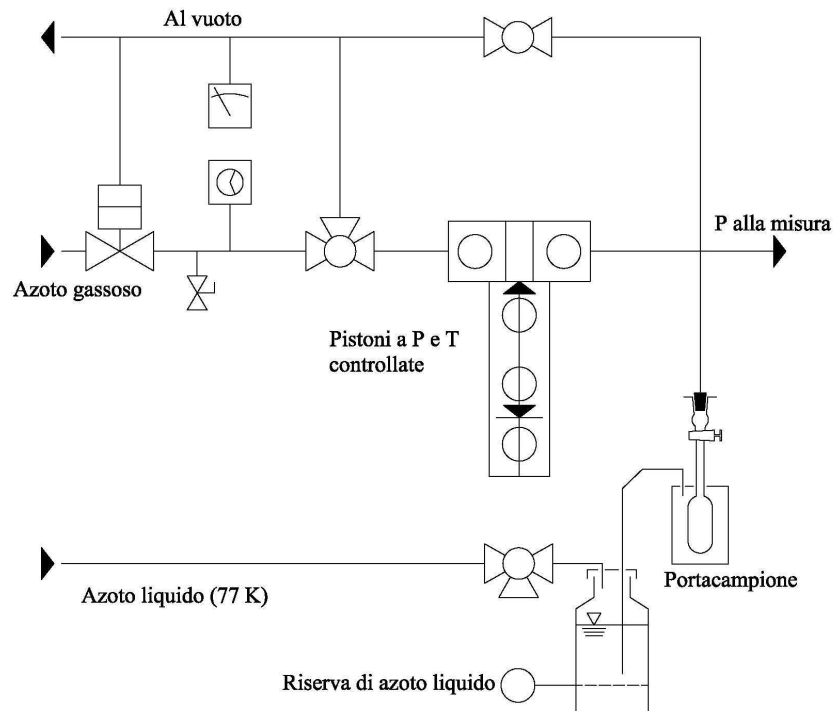 Al vuoto
P alla misura
Azoto gassoso
Pistoni a P e T
controllate
Portacampione
Azoto liquido (77 K)
Riserva di azoto liquido